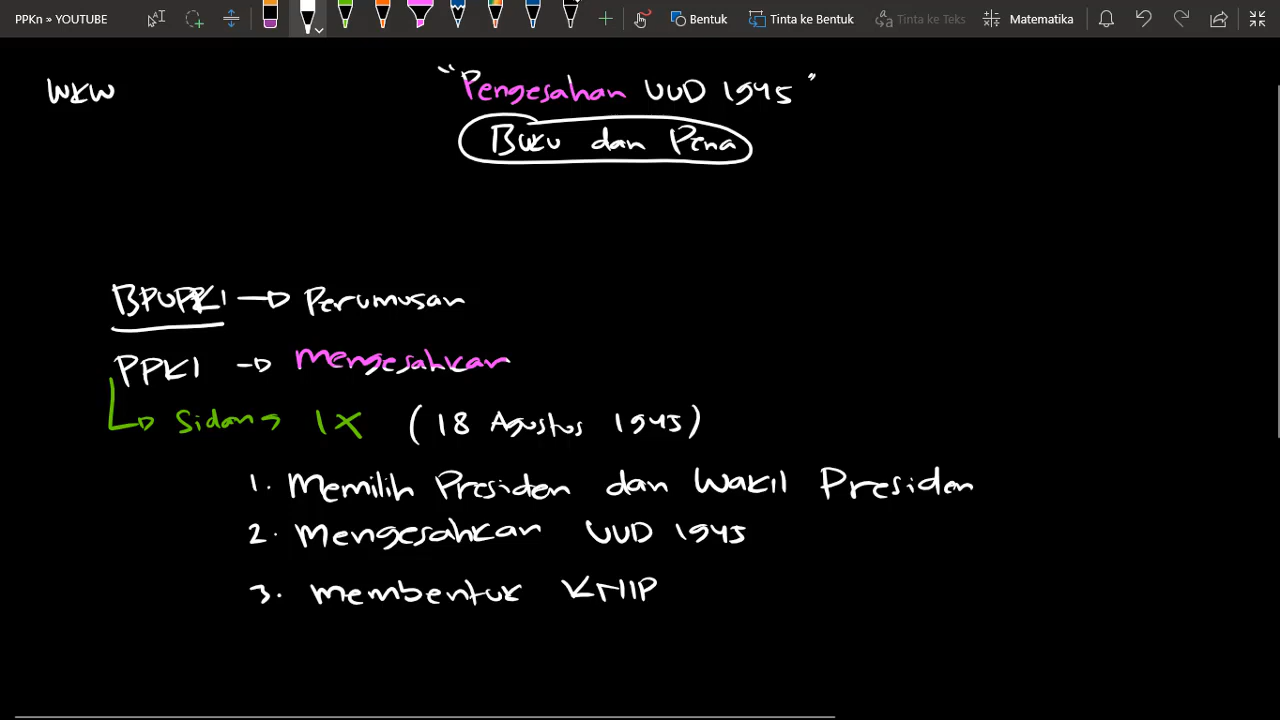 PPKn » YOUTUBE
Bentuk
Tinta ke Bentuk
Tinta ke Teks
Matematika
WKW
"Pengesahan UUD 1945"
Buku dan Pena
BPUPKI → Perumusan
PPKI → Mengesahkan
↳ Sidang 1X (18 Agustus 1945)
1. Memilih Presiden dan Wakil Presiden
2. Mengesahkan UUD 1945
3. Membentuk KNIP